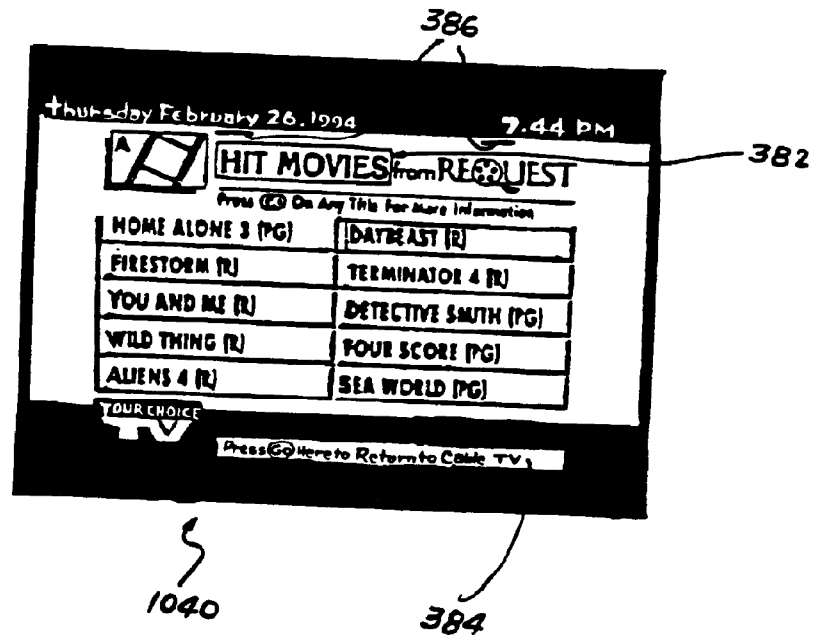 386
Thursday February 26.1994 7.44 PM
A
HIT MOVIES from REQUEST
382
Press GO On Any Title For More Information
HOME ALONE 3 (PG) DAYBEAST (R)
FIRESTORM (R) TERMINATOR 4 (R)
YOU AND ME (R) DETECTIVE SMITH (PG)
WILD THING (R) FOUR SCORE (PG)
ALIENS 4 (R) SEA WORLD (PG)
YOUR CHOICE
TV
Press GO Here to Return to Cable TV
1040
384